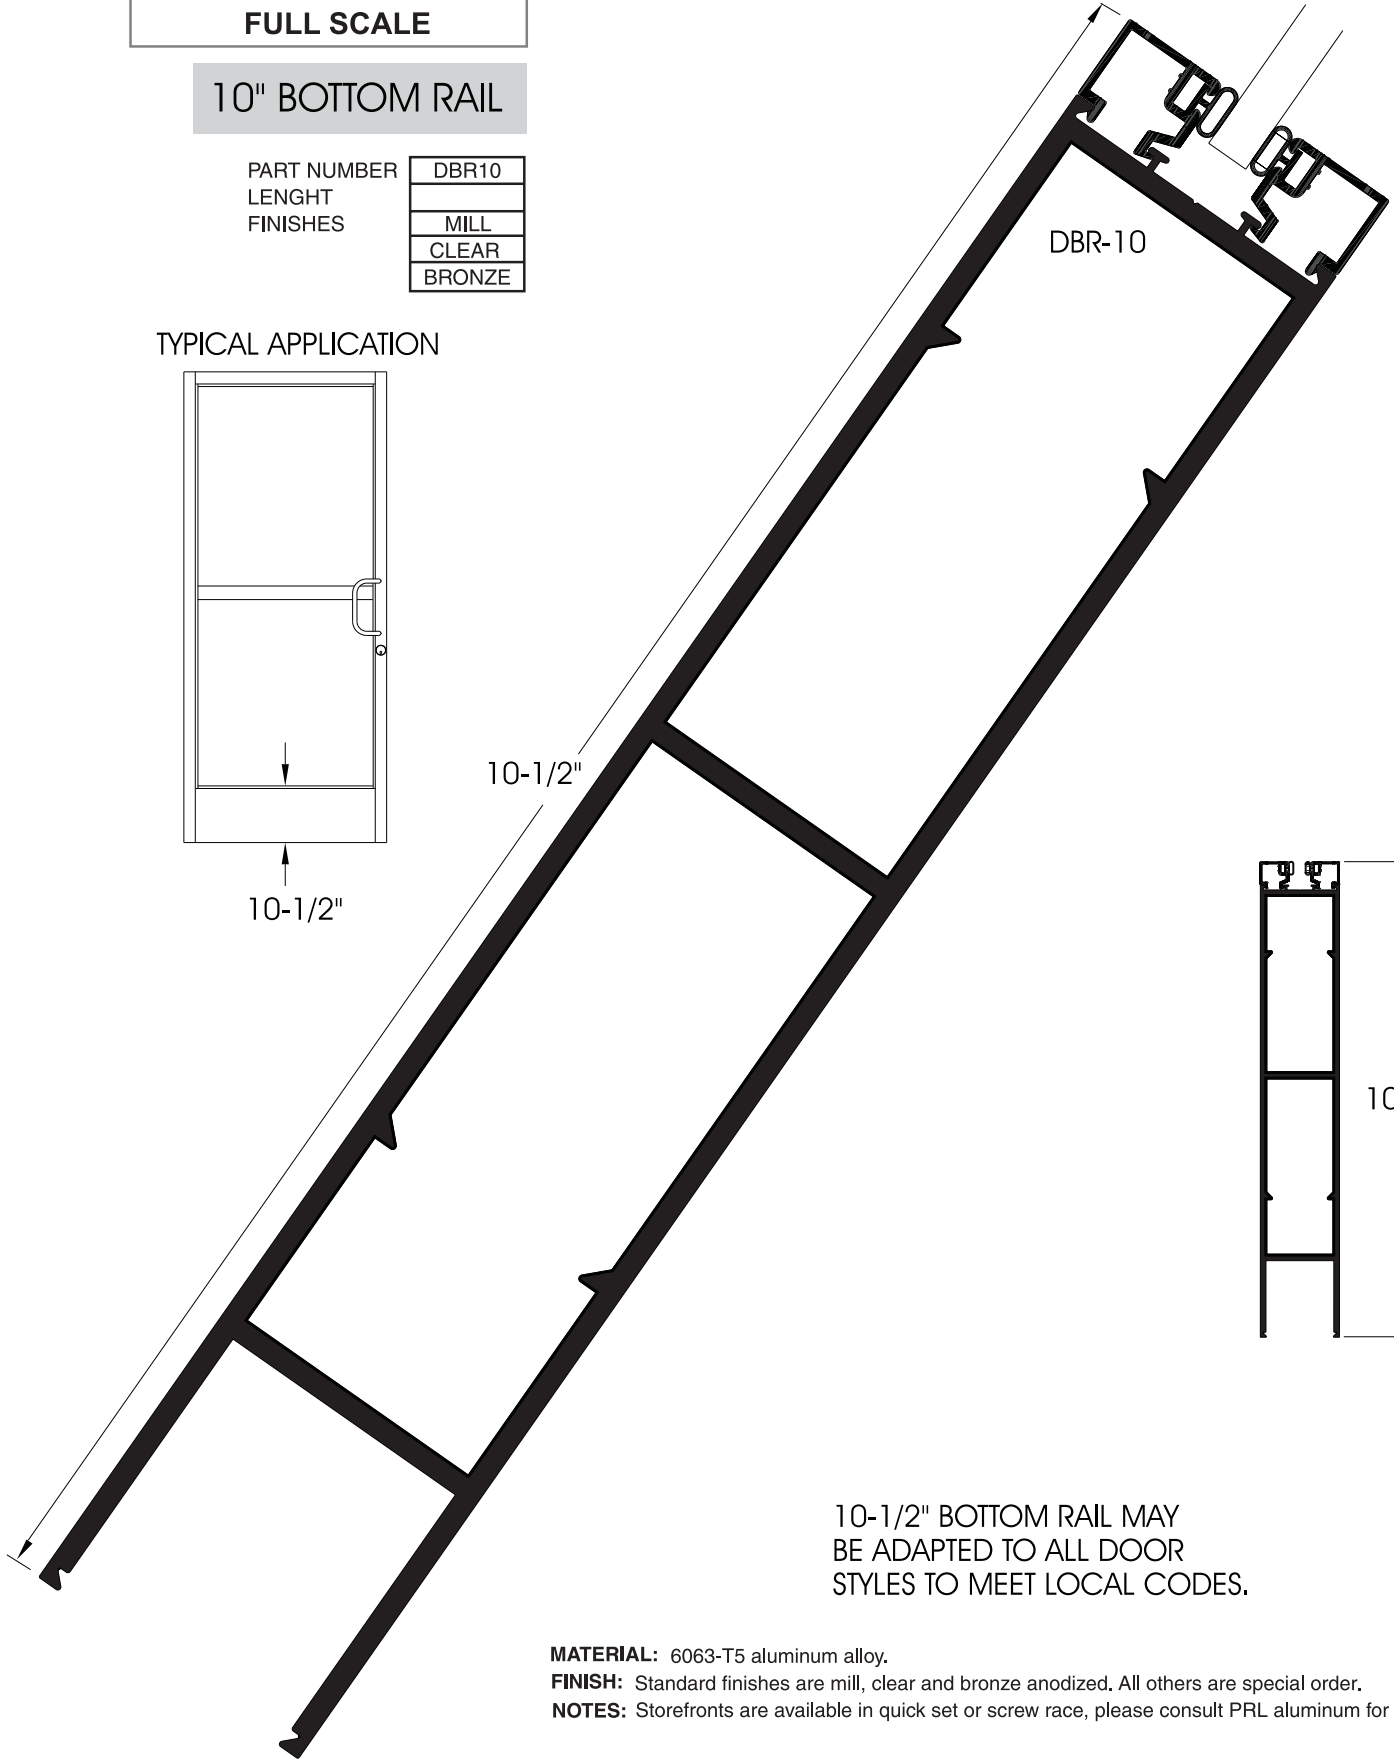 FULL SCALE
10" BOTTOM RAIL
PART NUMBER DBR10
LENGHT
FINISHES MILL
CLEAR
BRONZE
DBR-10
TYPICAL APPLICATION
10-1/2"
10-1/2"
10
10-1/2" BOTTOM RAIL MAY
BE ADAPTED TO ALL DOOR
STYLES TO MEET LOCAL CODES.
MATERIAL: 6063-T5 aluminum alloy.
FINISH: Standard finishes are mill, clear and bronze anodized. All others are special order.
NOTES: Storefronts are available in quick set or screw race, please consult PRL aluminum for